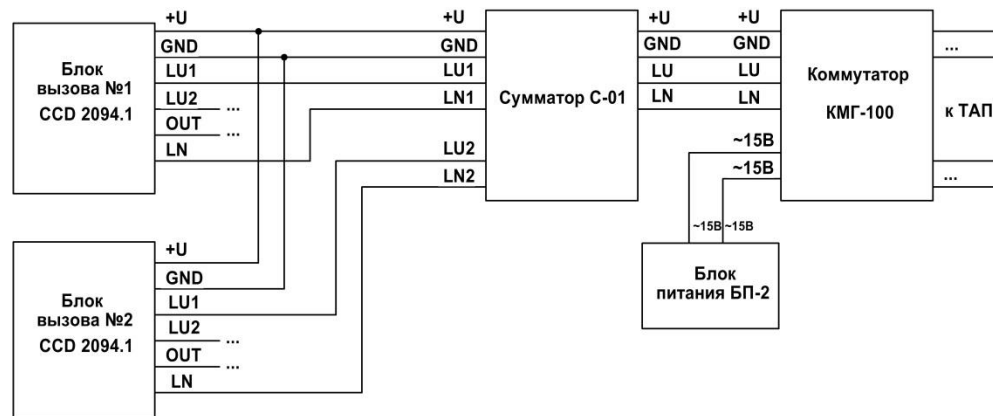 Блок
вызова №1
CCD 2094.1
+U
GND
LU1
LU2
...
OUT
...
LN
+U
GND
LU1
LN1
LU2
LN2
Сумматор С-01
+U
GND
LU
LN
+U
GND
LU
LN
~15В
~15В
Коммутатор
КМГ-100
...
к ТАП
...
~15В
~15В
Блок
питания БП-2
Блок
вызова №2
CCD 2094.1
+U
GND
LU1
LU2
...
OUT
...
LN